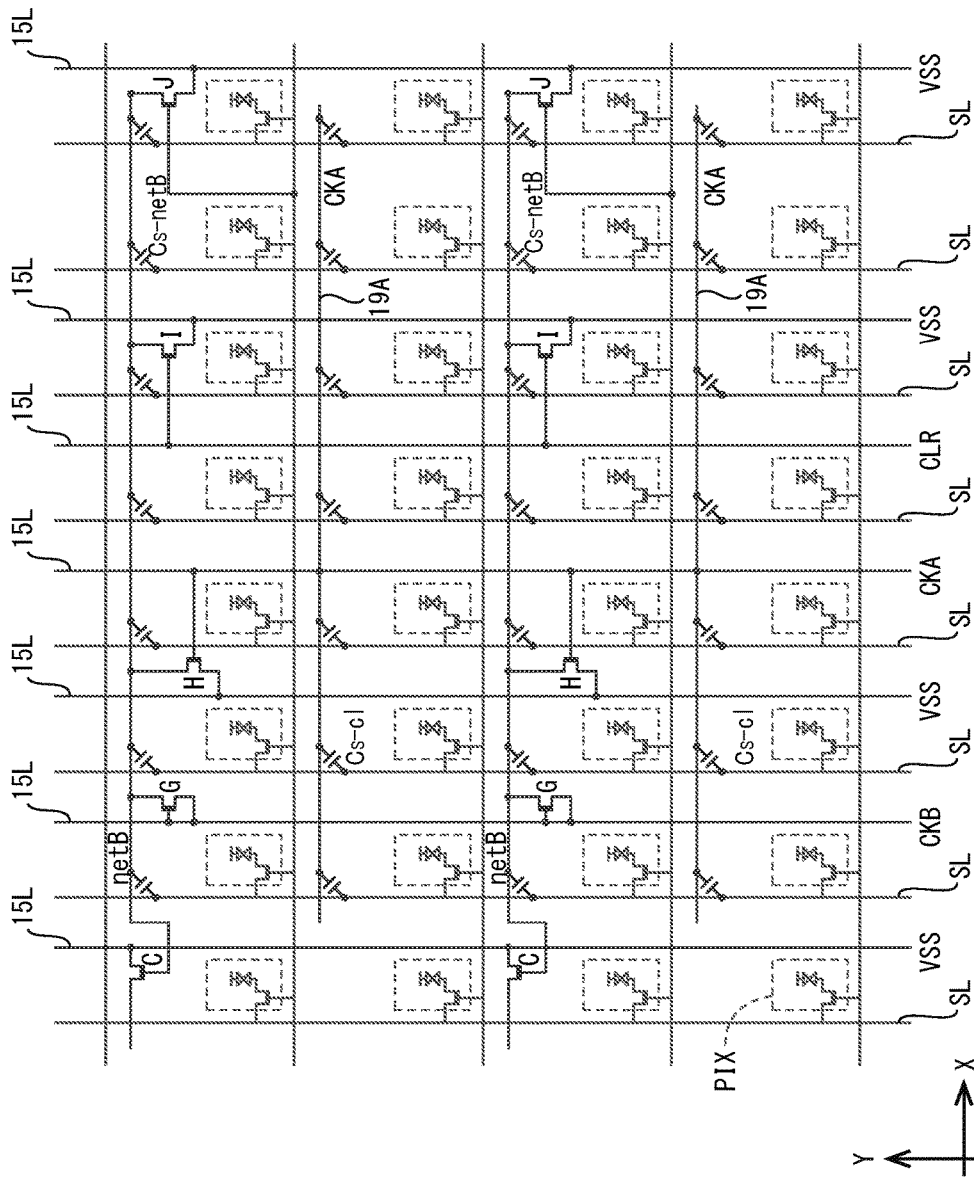 15L
15L
15L
15L
15L
15L
15L
C
netB
G
H
I
Cs-netB
J
Cs-cl
19A
CKA
C
netB
G
H
I
Cs-netB
J
Cs-cl
19A
CKA
PIX
SL
VSS
SL
CKB
SL
VSS
SL
CKA
SL
CLR
SL
VSS
SL
SL
VSS
Y
X